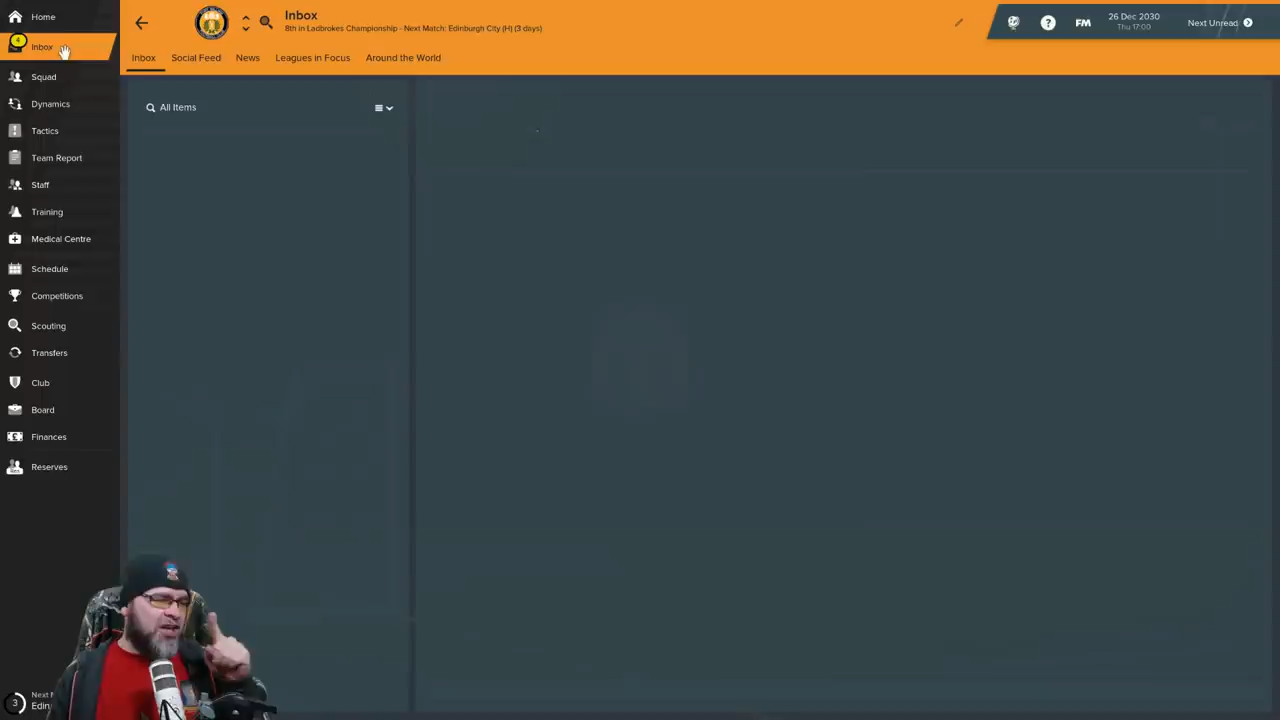 Home
4
Inbox
Squad
Dynamics
Tactics
Team Report
Staff
Training
Medical Centre
Schedule
Competitions
Scouting
Transfers
Club
Board
Finances
Reserves
3
Inbox
8th in Ladbrokes Championship - Next Match: Edinburgh City (H) (3 days)
?
FM
26 Dec 2030
Thu 17:00
Next Unread
Inbox
Social Feed
News
Leagues in Focus
Around the World
All Items